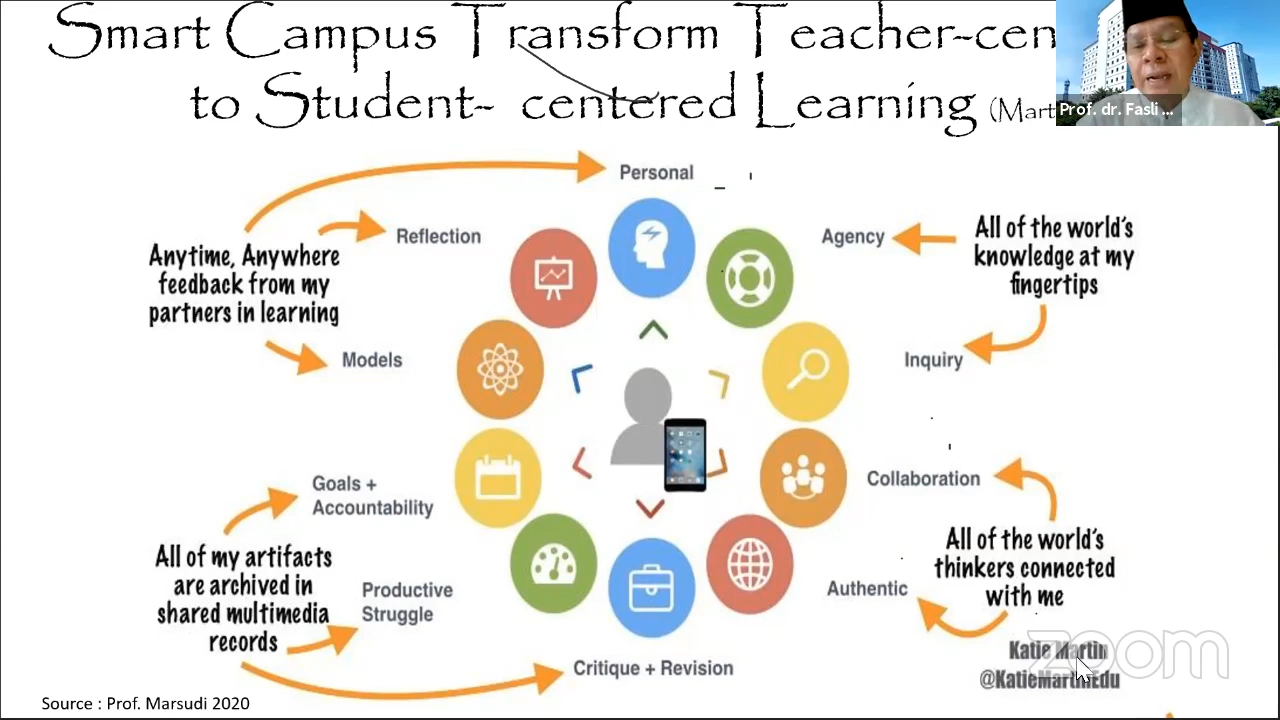 Smart Campus Transform Teacher-cen
to Student- centered Learning (Mart
Prof. dr. Fasli ...
Personal
Reflection
Agency
Anytime, Anywhere
feedback from my
partners in learning
All of the world's
knowledge at my
fingertips
Models
Inquiry
Goals +
Accountability
Collaboration
All of my artifacts
are archived in
shared multimedia
records
Productive
Struggle
Authentic
All of the world's
thinkers connected
with me
Critique + Revision
Katie Martin
@KatieMartinEdu
zoom
Source : Prof. Marsudi 2020